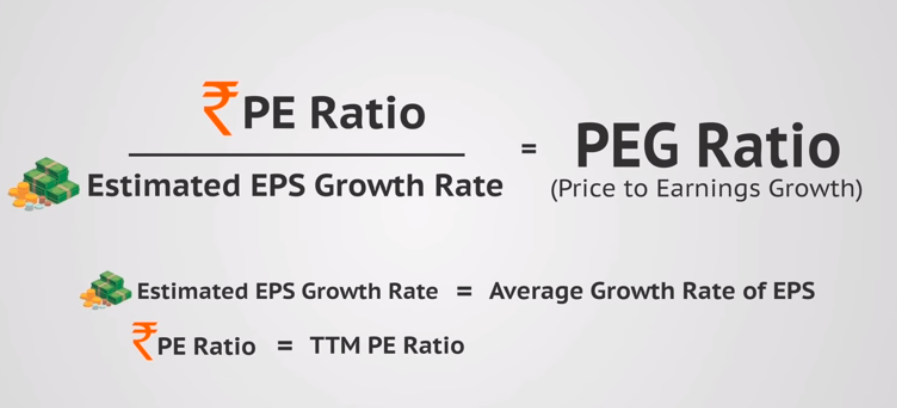 ₹ PE Ratio
Estimated EPS Growth Rate
= PEG Ratio
(Price to Earnings Growth)
Estimated EPS Growth Rate = Average Growth Rate of EPS
₹ PE Ratio = TTM PE Ratio